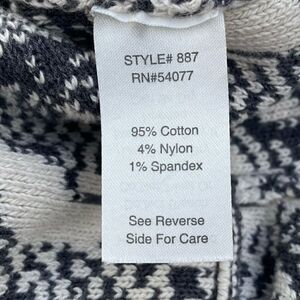 STYLE# 887
RN#54077
95% Cotton
4% Nylon
1% Spandex
See Reverse
Side For Care